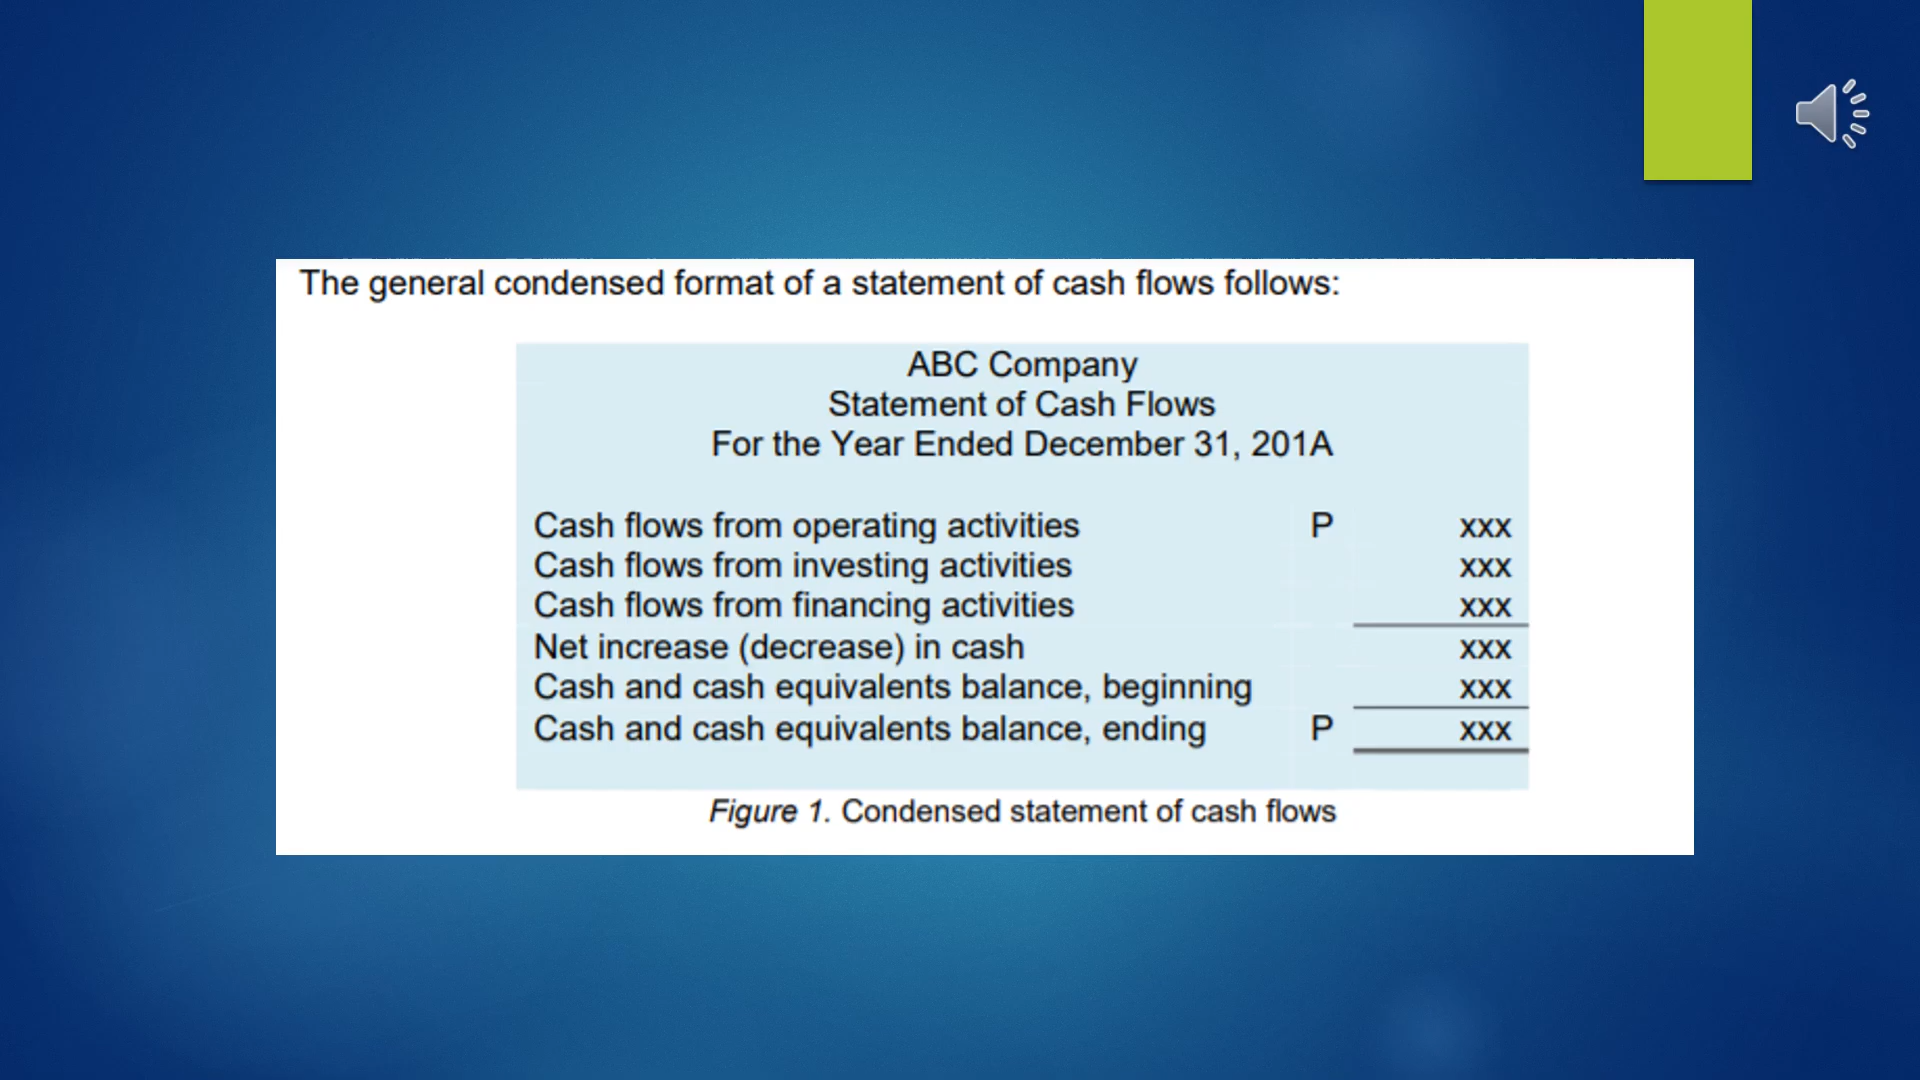 The general condensed format of a statement of cash flows follows:
ABC Company
Statement of Cash Flows
For the Year Ended December 31, 201A
Cash flows from operating activities P xxx
Cash flows from investing activities xxx
Cash flows from financing activities xxx
Net increase (decrease) in cash xxx
Cash and cash equivalents balance, beginning xxx
Cash and cash equivalents balance, ending P xxx
Figure 1. Condensed statement of cash flows